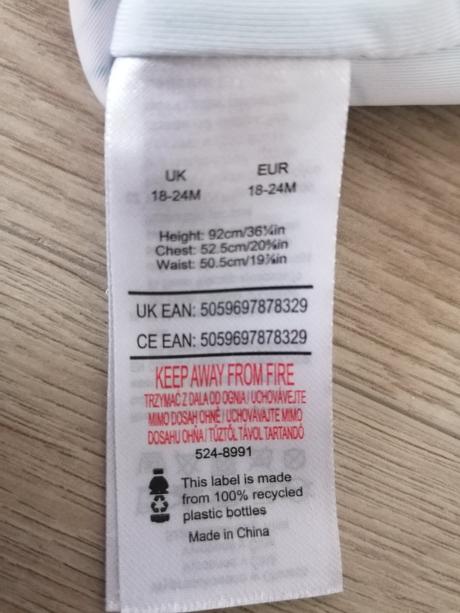 UK EUR
18-24M 18-24M
Height: 92cm/36¼in
Chest: 52.5cm/20¾in
Waist: 50.5cm/19⅞in
UK EAN: 5059697878329
CE EAN: 5059697878329
KEEP AWAY FROM FIRE
TRZYMAĆ Z DALA OD OGNIA / UCHOVÁVEJTE
MIMO DOSAH OHNĚ / UCHOVÁVAJTE MIMO
DOSAHU OHŇA / TŰZTŐL TÁVOL TARTANDÓ
524-8991
This label is made
from 100% recycled
plastic bottles
Made in China